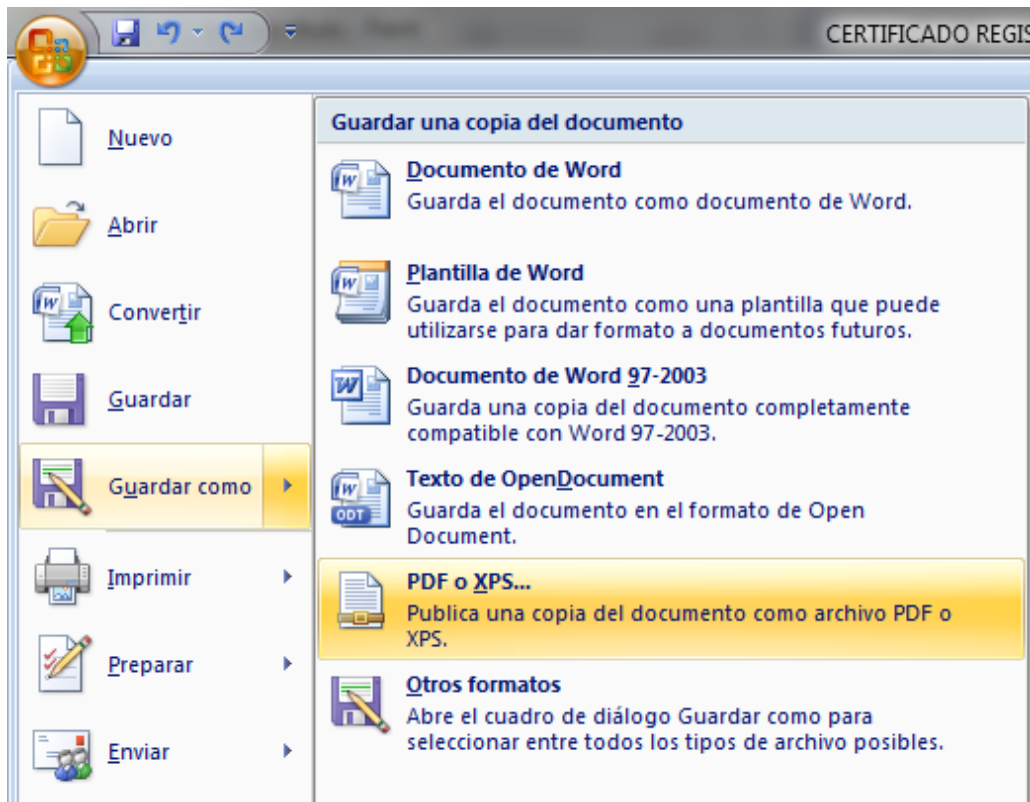 CERTIFICADO REGIS
Nuevo
Abrir
Convertir
Guardar
Guardar como
Imprimir
Preparar
Enviar
Guardar una copia del documento
Documento de Word
Guarda el documento como documento de Word.
Plantilla de Word
Guarda el documento como una plantilla que puede
utilizarse para dar formato a documentos futuros.
Documento de Word 97-2003
Guarda una copia del documento completamente
compatible con Word 97-2003.
Texto de OpenDocument
ODT
Guarda el documento en el formato de Open
Document.
PDF o XPS...
Publica una copia del documento como archivo PDF o
XPS.
Otros formatos
Abre el cuadro de diálogo Guardar como para
seleccionar entre todos los tipos de archivo posibles.